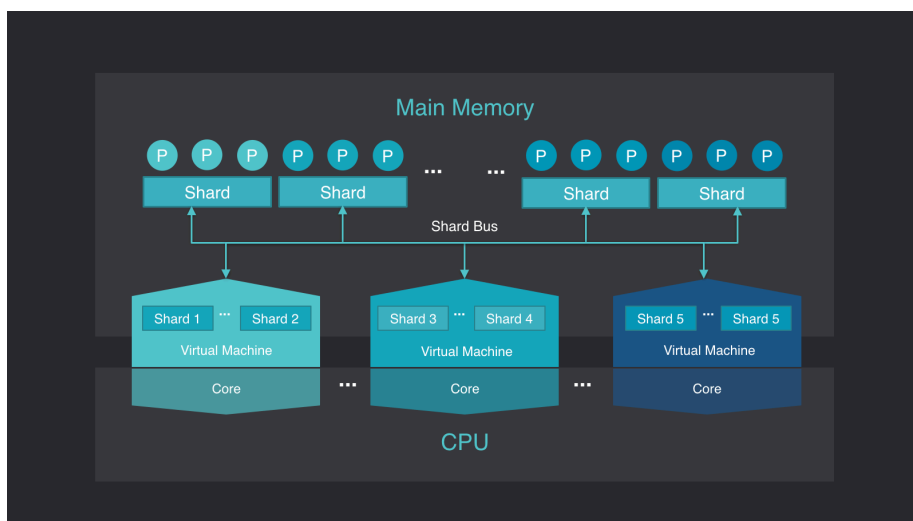 Main Memory
P P P P P P ... ... P P P P P P
Shard Shard Shard Shard
Shard Bus
Shard 1 ... Shard 2 Shard 3 ... Shard 4 Shard 5 ... Shard 5
Virtual Machine Virtual Machine Virtual Machine
Core ... Core ... Core
CPU